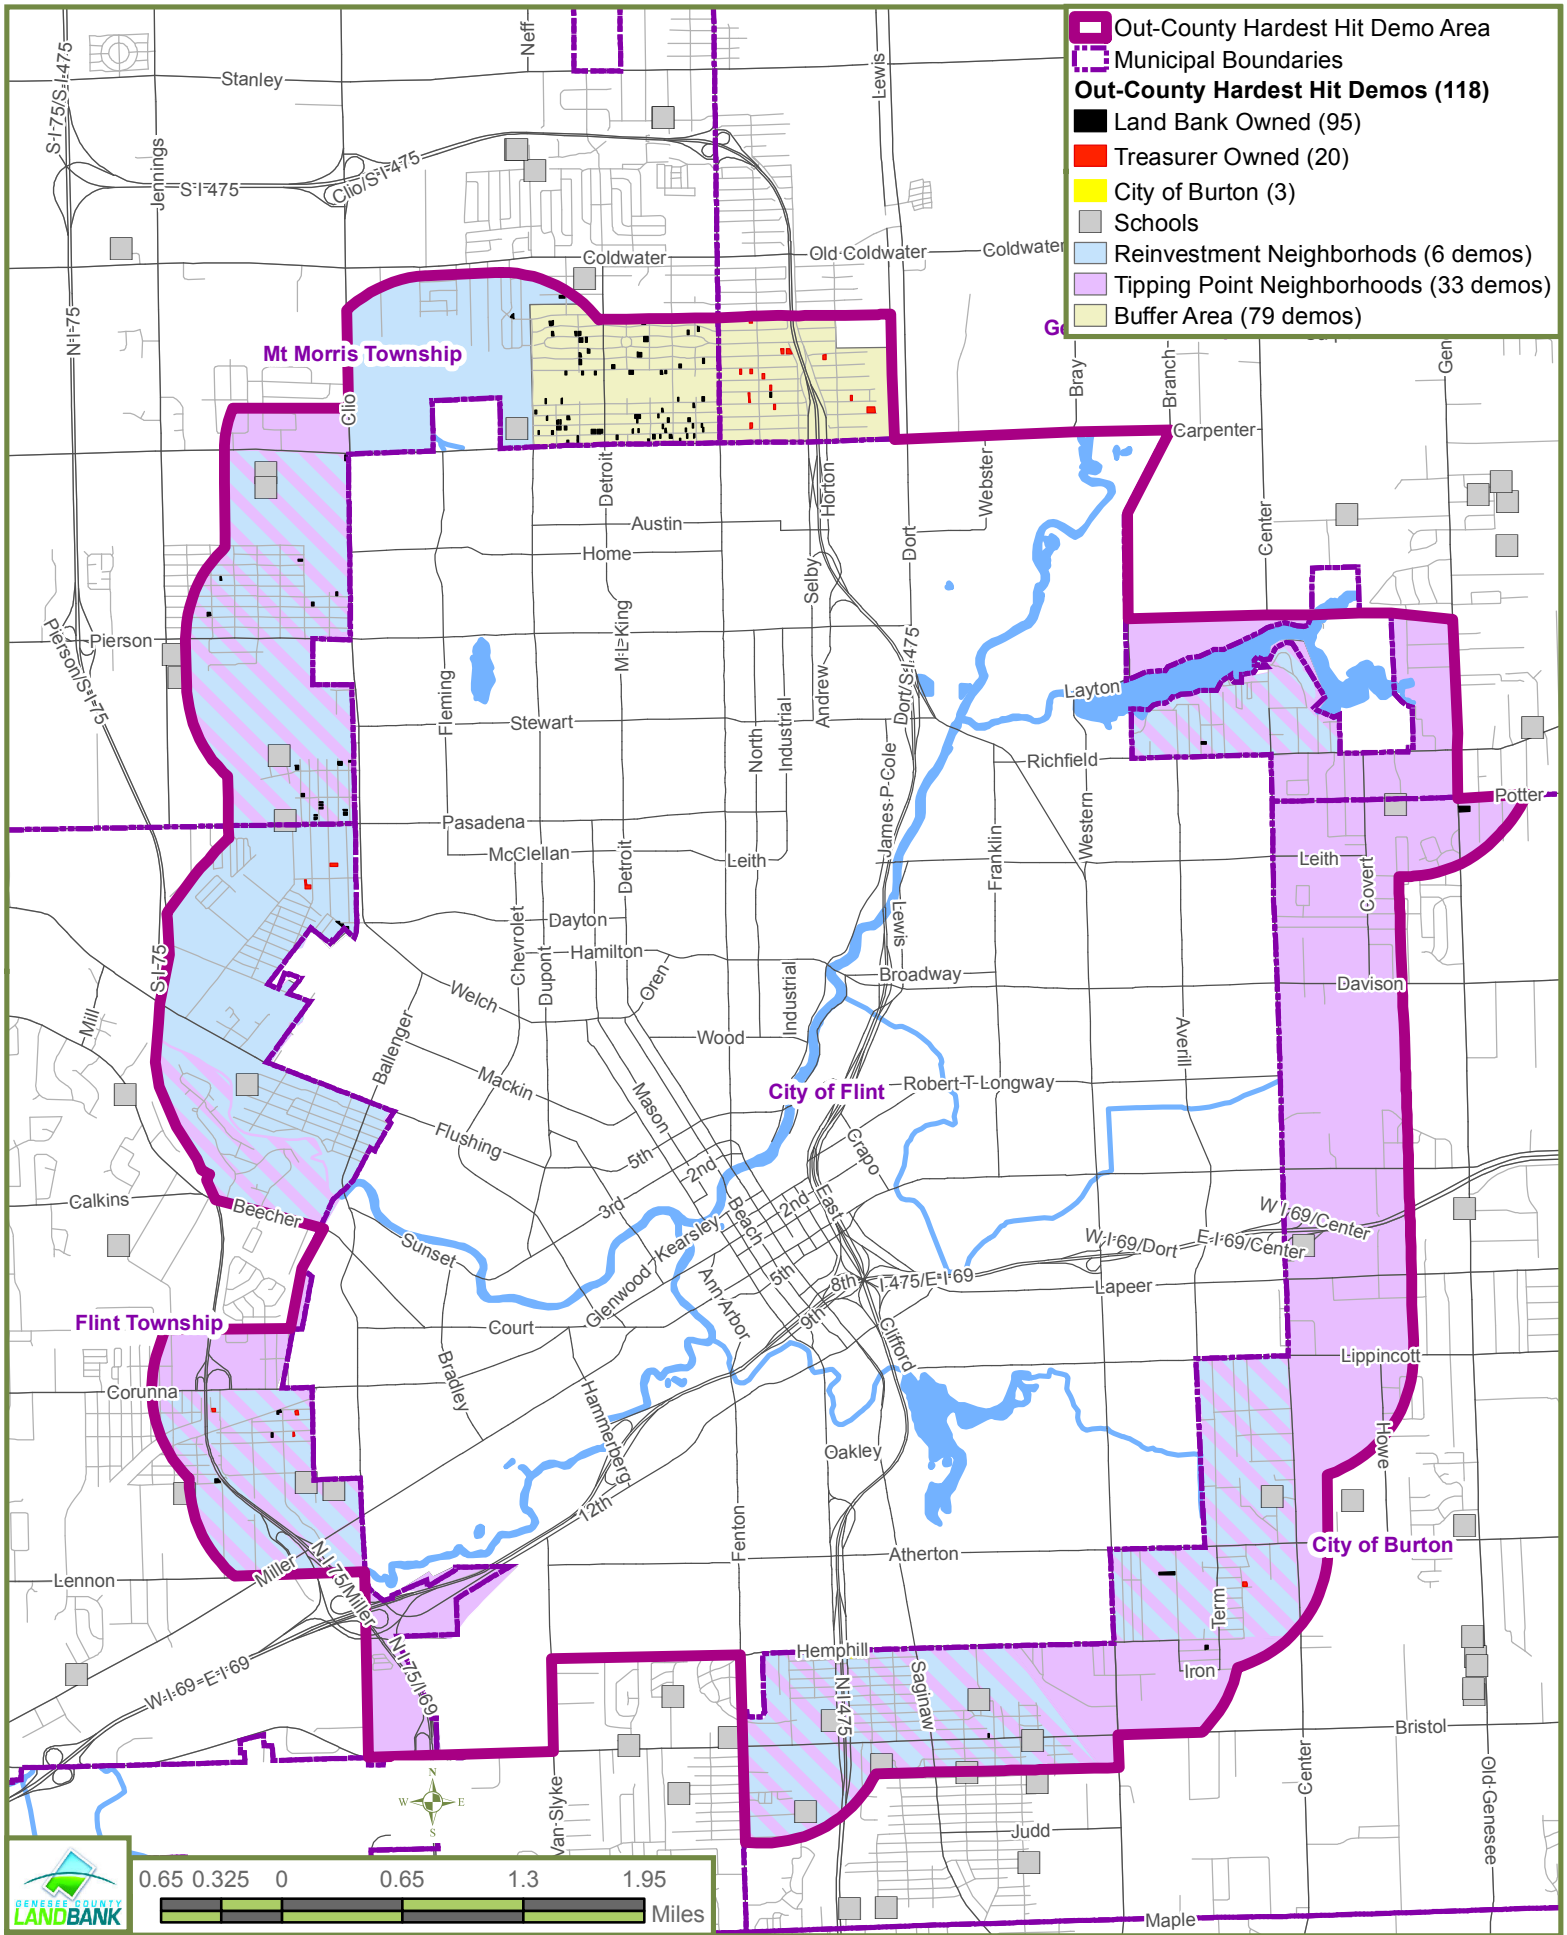 Out-County Hardest Hit Demo Area
Municipal Boundaries
Out-County Hardest Hit Demos (118)
Land Bank Owned (95)
Treasurer Owned (20)
City of Burton (3)
Schools
Reinvestment Neighborhods (6 demos)
Tipping Point Neighborhoods (33 demos)
Buffer Area (79 demos)
S-I-75/S-I-475
Neff
Stanley
Lewis
Jennings
S-I-475
Clio/S-I-475
Coldwater
Old-Coldwater
Coldwater
N-I-75
Ge
Gen
Mt Morris Township
Clio
Bray
Branch
Carpenter
Detroit
Horton
Webster
Center
Austin
Home
Dort
Selby
Pierson
Pierson/S-I-75
M-L-King
Fleming
Andrew
Dort/S-I-475
Layton
Stewart
North
Industrial
James-P-Cole
Richfield
Western
Potter
Pasadena
McClellan
Leith
Detroit
Franklin
Leith
Covert
Chevrolet
Dayton
Lewis
Dupont
Hamilton
S-I-75
Oren
Industrial
Broadway
Davison
Welch
Mill
Wood
Averill
Ballenger
Mackin
Mason
City of Flint
Robert-T-Longway
Flushing
5th
2nd
Crapo
Calkins
Beecher
3rd
Beach
2nd
East
W-I-69/Center
Sunset
Kearsley
W-I-69/Dort
E-I-69/Center
Glenwood
Ann-Arbor
5th
8th
I-475/E-I-69
Lapeer
Flint Township
Court
9th
Clifford
Lippincott
Corunna
Bradley
Hammerberg
Oakley
Howe
12th
Fenton
Atherton
City of Burton
Lennon
Miller
N-I-75/Miller
Term
Hemphill
Iron
W-I-69-E-I-69
N-I-75/I-69
N-I-475
Saginaw
Bristol
Center
Old-Genesee
Van-Slyke
Judd
Maple
N
W
E
S
GENESEE COUNTY
LANDBANK
0.65 0.325 0 0.65 1.3 1.95
Miles